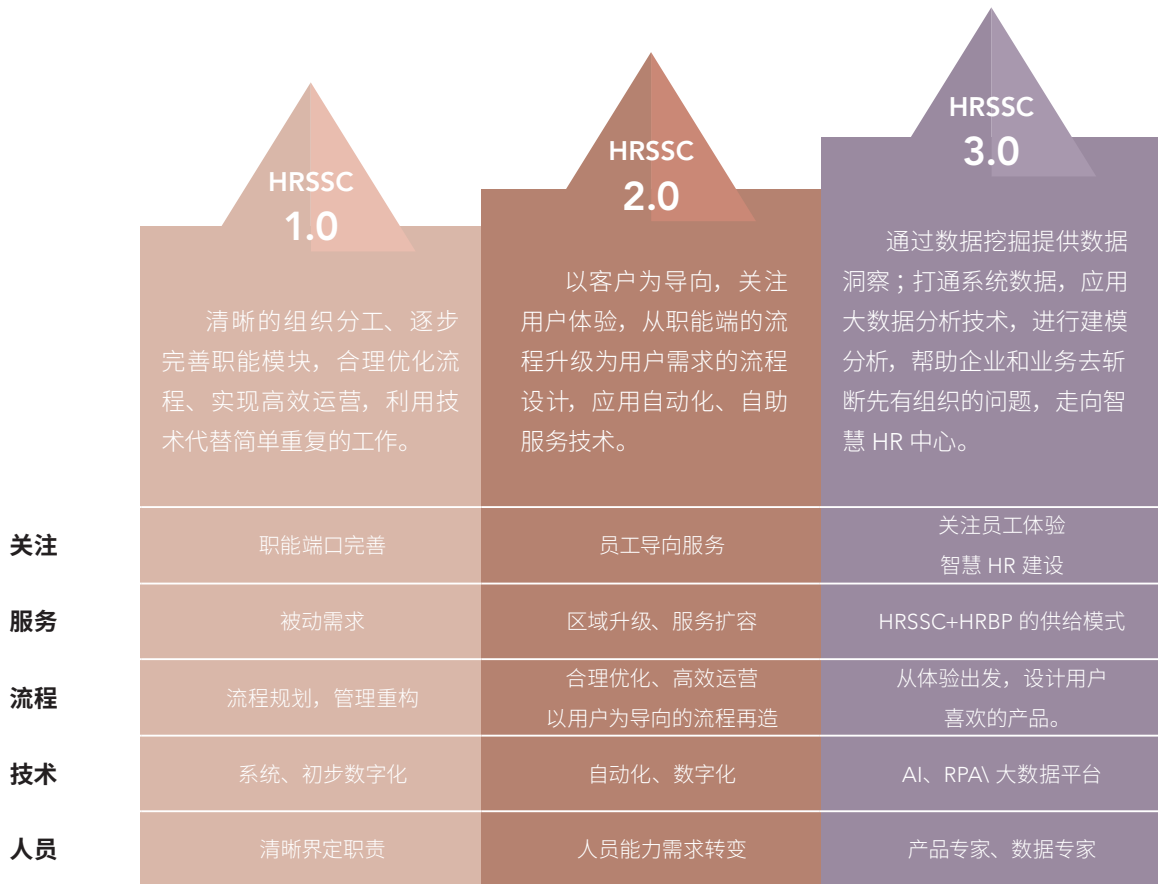 HRSSC
1.0
清晰的组织分工、逐步
完善职能模块，合理优化流
程、实现高效运营，利用技
术代替简单重复的工作。
HRSSC
2.0
以客户为导向，关注
用户体验，从职能端的流
程升级为用户需求的流程
设计，应用自动化、自助
服务技术。
HRSSC
3.0
通过数据挖掘提供数据
洞察；打通系统数据，应用
大数据分析技术，进行建模
分析，帮助企业和业务去斩
断先有组织的问题，走向智
慧 HR 中心。
关注
职能端口完善
员工导向服务
关注员工体验
智慧 HR 建设
服务
被动需求
区域升级、服务扩容
HRSSC+HRBP 的供给模式
流程
流程规划，管理重构
合理优化、高效运营
以用户为导向的流程再造
从体验出发，设计用户
喜欢的产品。
技术
系统、初步数字化
自动化、数字化
AI、RPA\ 大数据平台
人员
清晰界定职责
人员能力需求转变
产品专家、数据专家